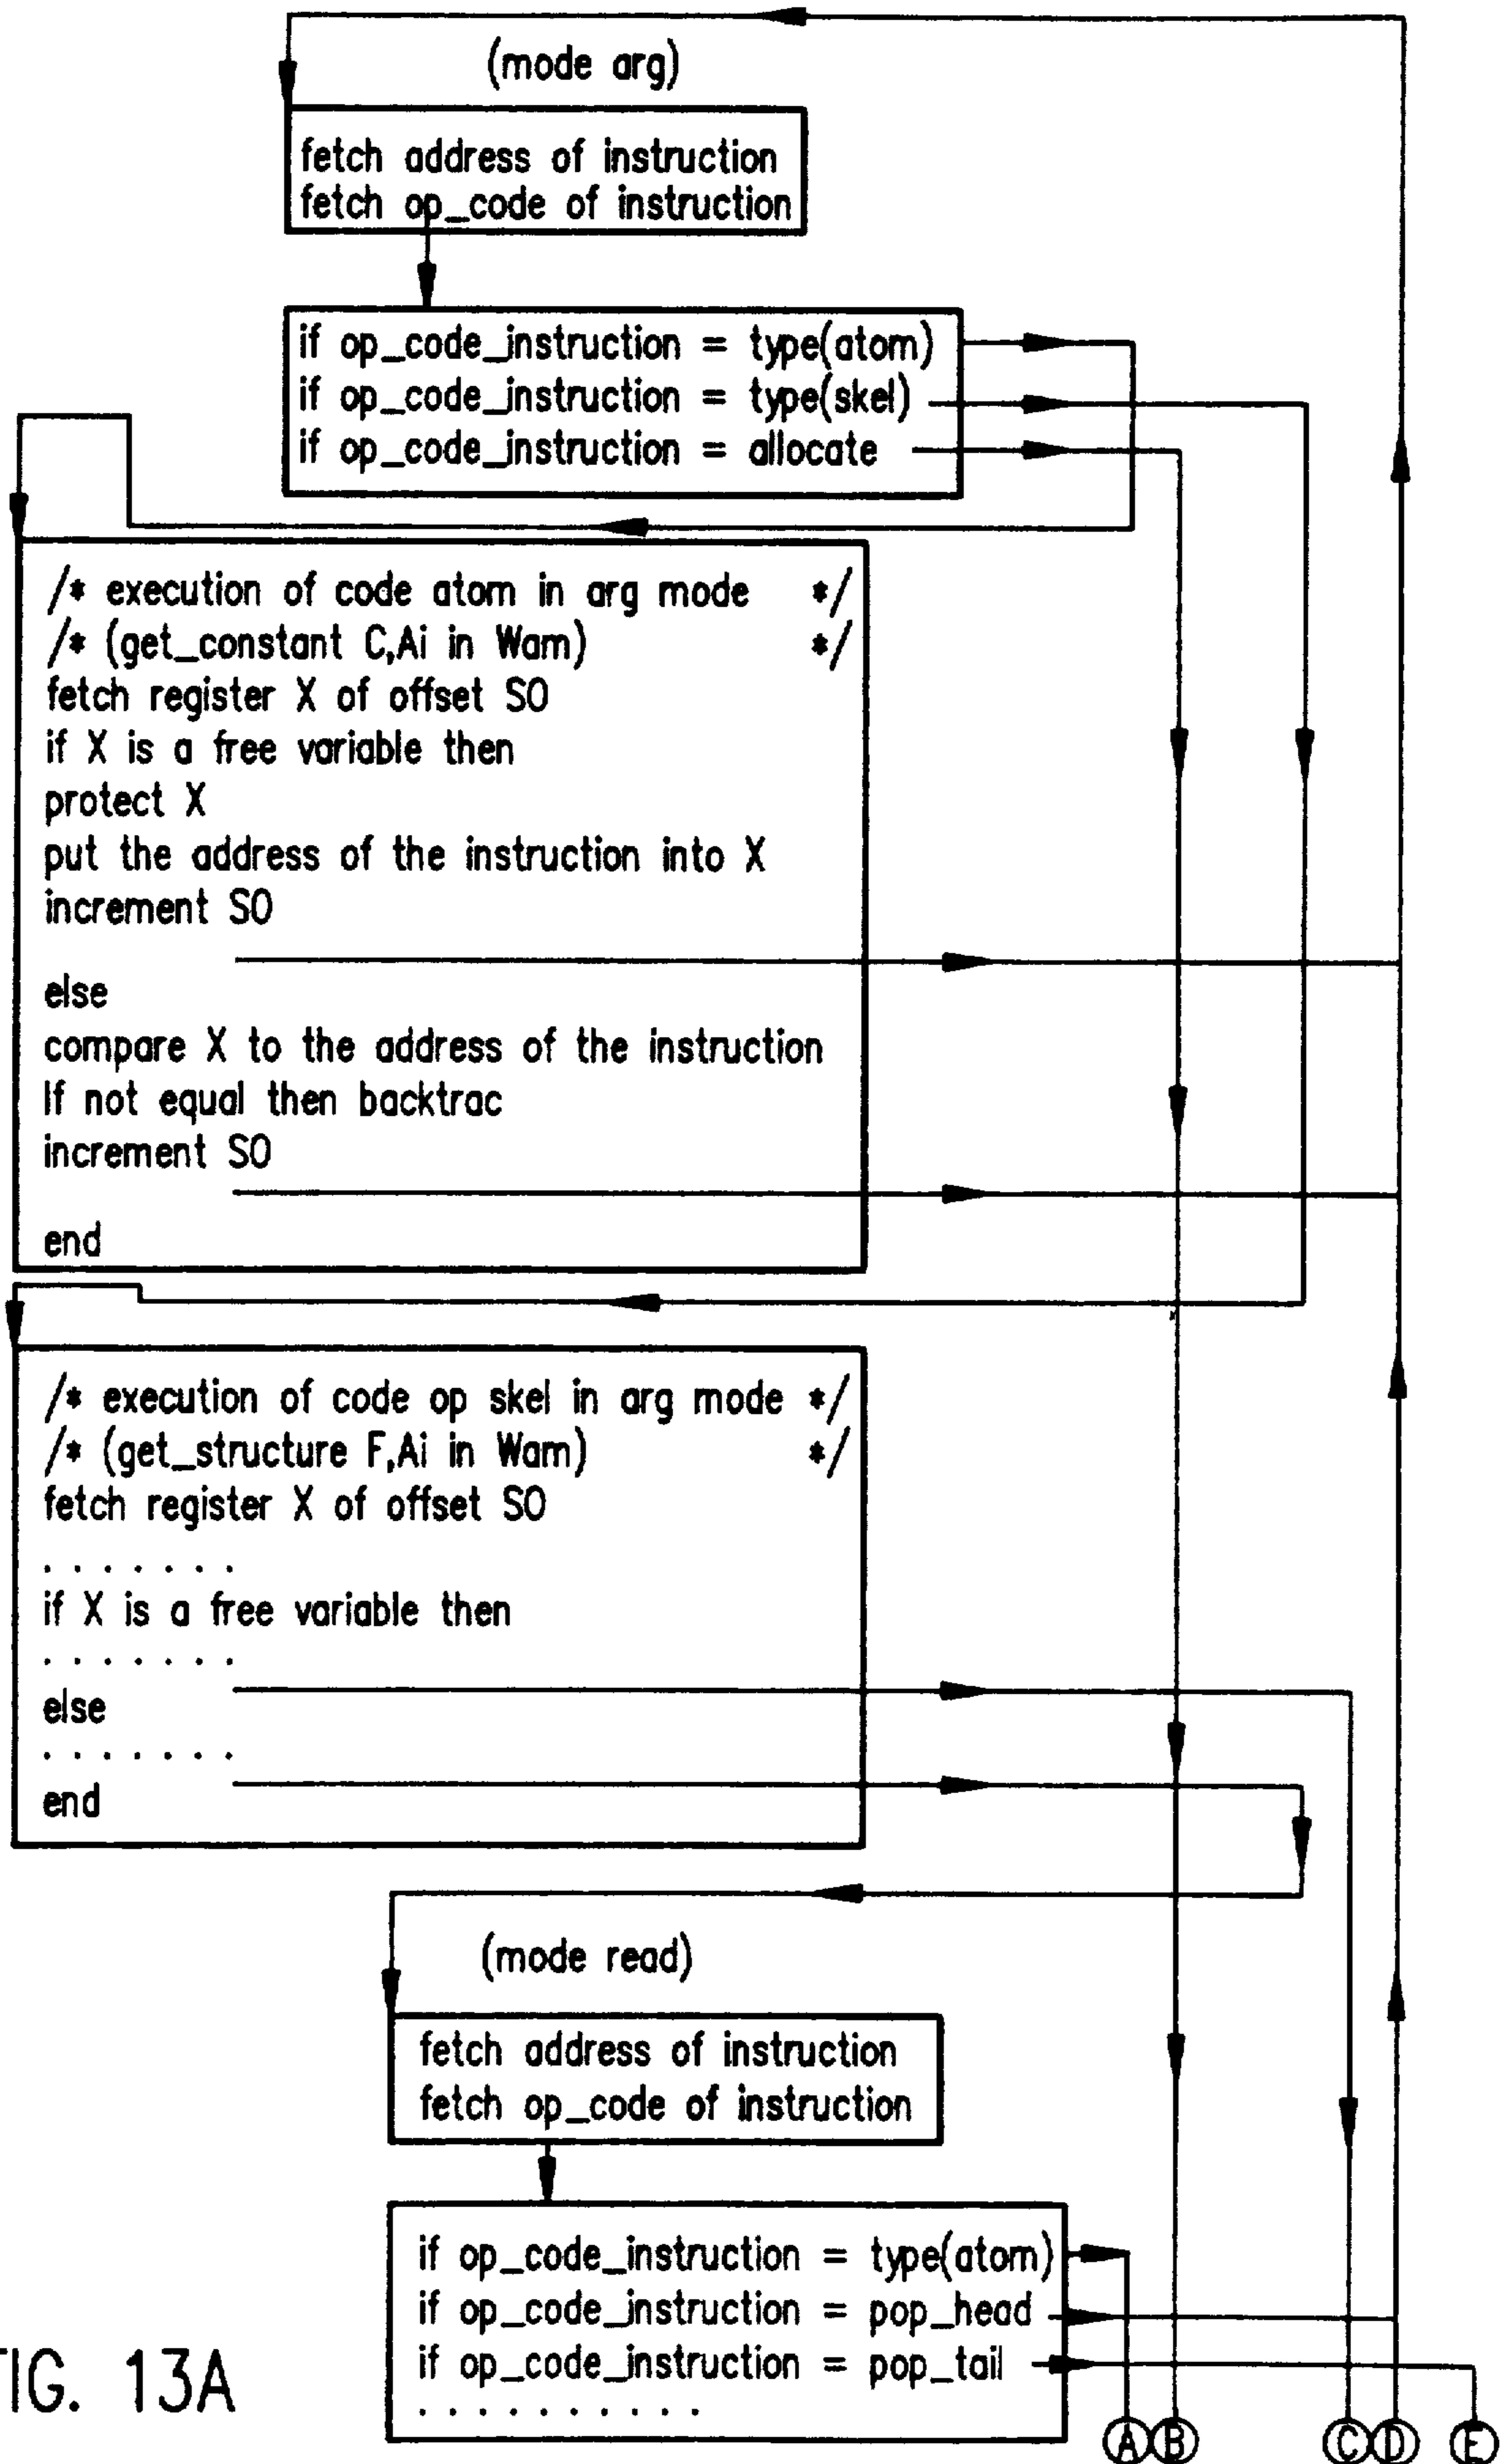 (mode arg)
fetch address of instruction
fetch op_code of instruction
if op_code_instruction = type(atom)
if op_code_instruction = type(skel)
if op_code_instruction = allocate
/* execution of code atom in arg mode */
/* (get_constant C,Ai in Wam) */
fetch register X of offset SO
if X is a free variable then
protect X
put the address of the instruction into X
increment SO
else
compare X to the address of the instruction
If not equal then backtrac
increment SO
end
/* execution of code op skel in arg mode */
/* (get_structure F,Ai in Wam) */
fetch register X of offset SO
. . . . . . .
if X is a free variable then
. . . . . . .
else
. . . . . . .
end
(mode read)
fetch address of instruction
fetch op_code of instruction
if op_code_instruction = type(atom)
if op_code_instruction = pop_head
if op_code_instruction = pop_tail
. . . . . . . . . . .
FIG. 13A
A B C D E